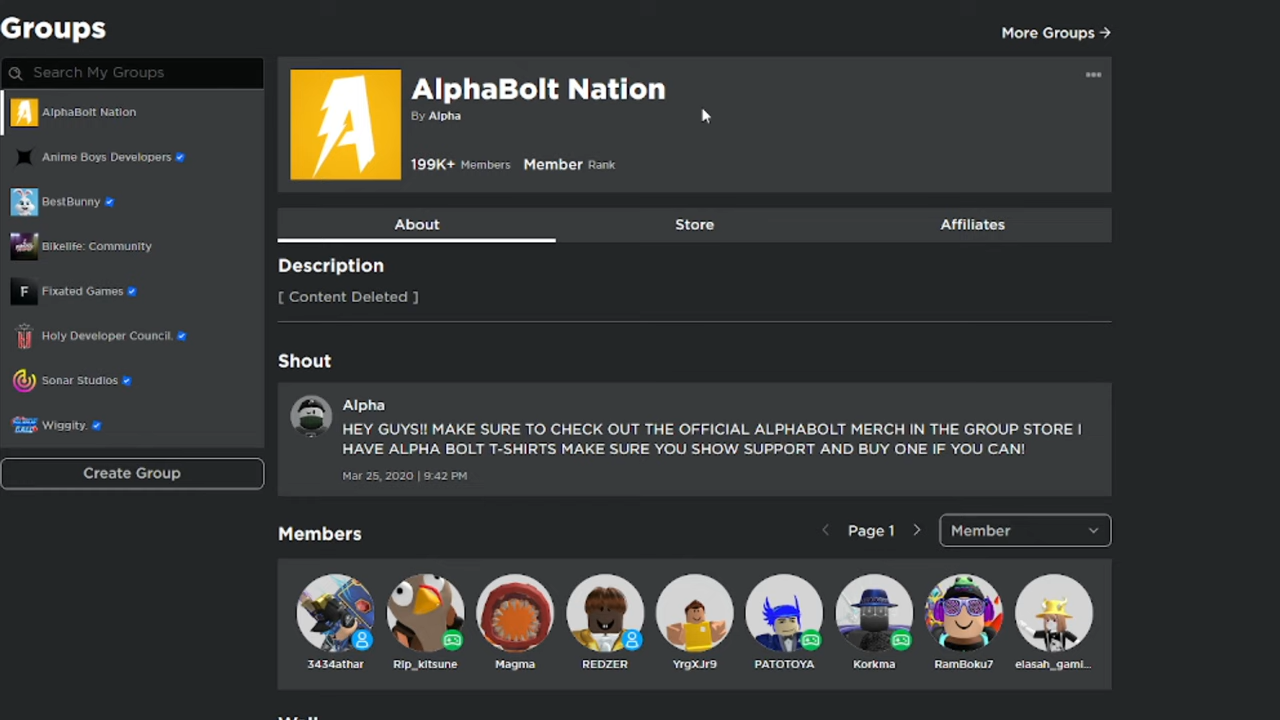 Groups
More Groups →
Search My Groups
AlphaBolt Nation
Anime Boys Developers
BestBunny
Bikelife: Community
F
Fixated Games
Holy Developer Council.
Sonar Studios
Wiggity.
Create Group
A
AlphaBolt Nation
By Alpha
199K+ Members Member Rank
About
Store
Affiliates
Description
[ Content Deleted ]
Shout
Alpha
HEY GUYS!! MAKE SURE TO CHECK OUT THE OFFICIAL ALPHABOLT MERCH IN THE GROUP STORE I
HAVE ALPHA BOLT T-SHIRTS MAKE SURE YOU SHOW SUPPORT AND BUY ONE IF YOU CAN!
Mar 25, 2020 | 9:42 PM
Members
Page 1
Member
3434athar
Rip_kitsune
Magma
REDZER
YrgXJr9
PATOTOYA
Korkma
RamBoku7
elasah_gami...